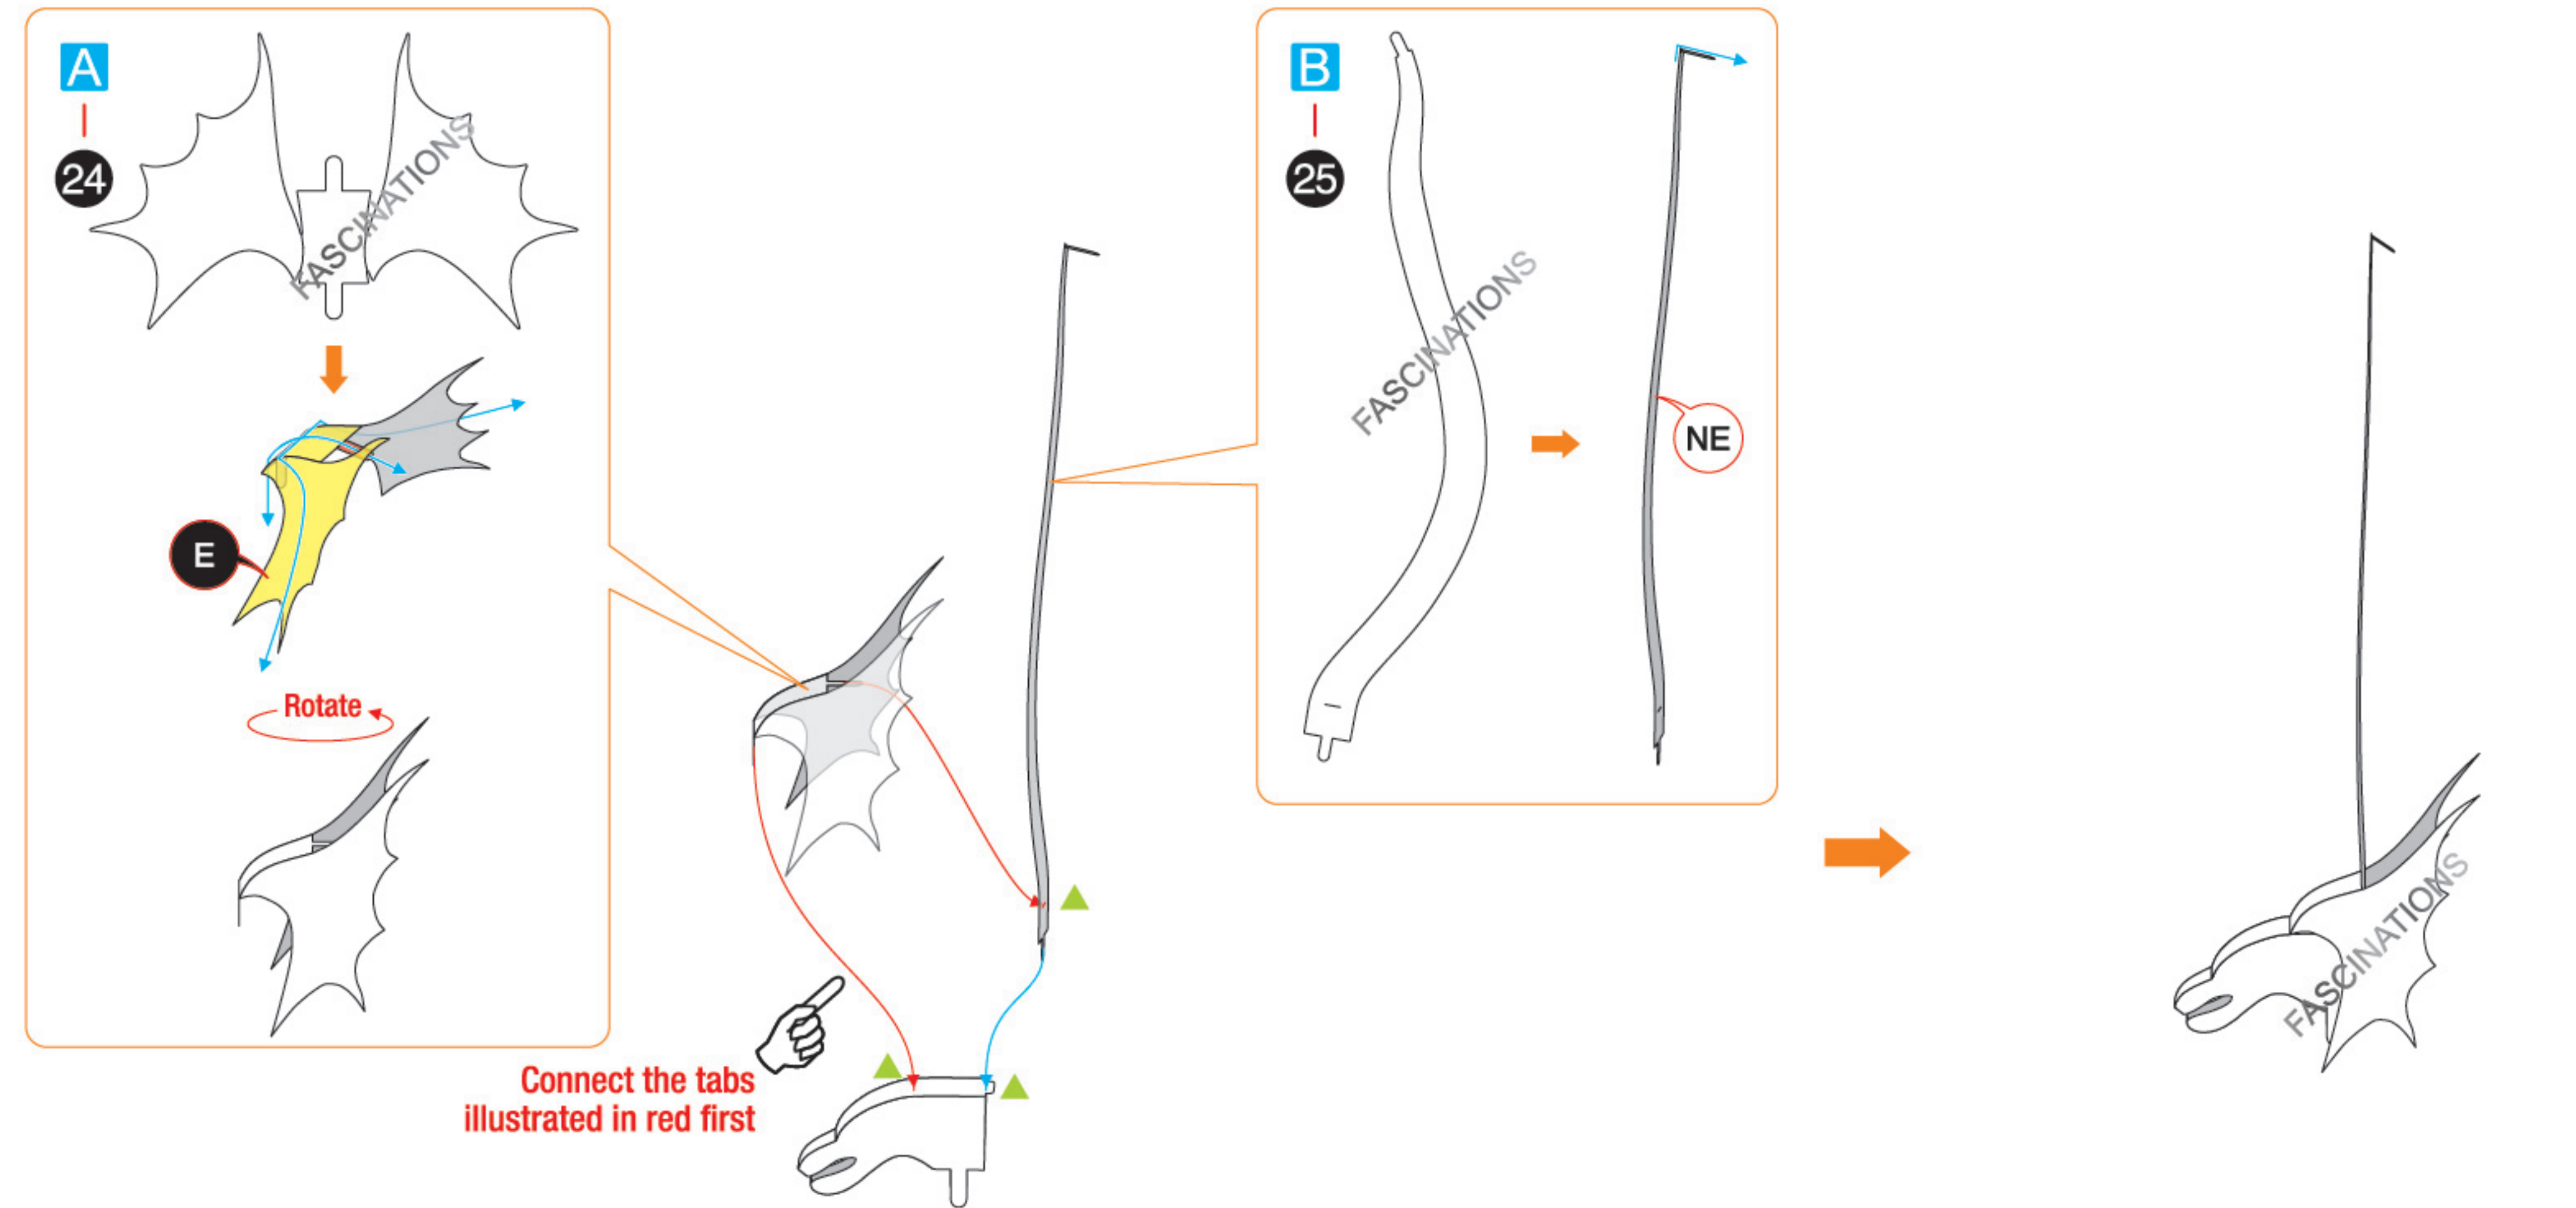 A
24
FASCINATIONS
E
Rotate
Connect the tabs
illustrated in red first
B
25
FASCINATIONS
NE
FASCINATIONS